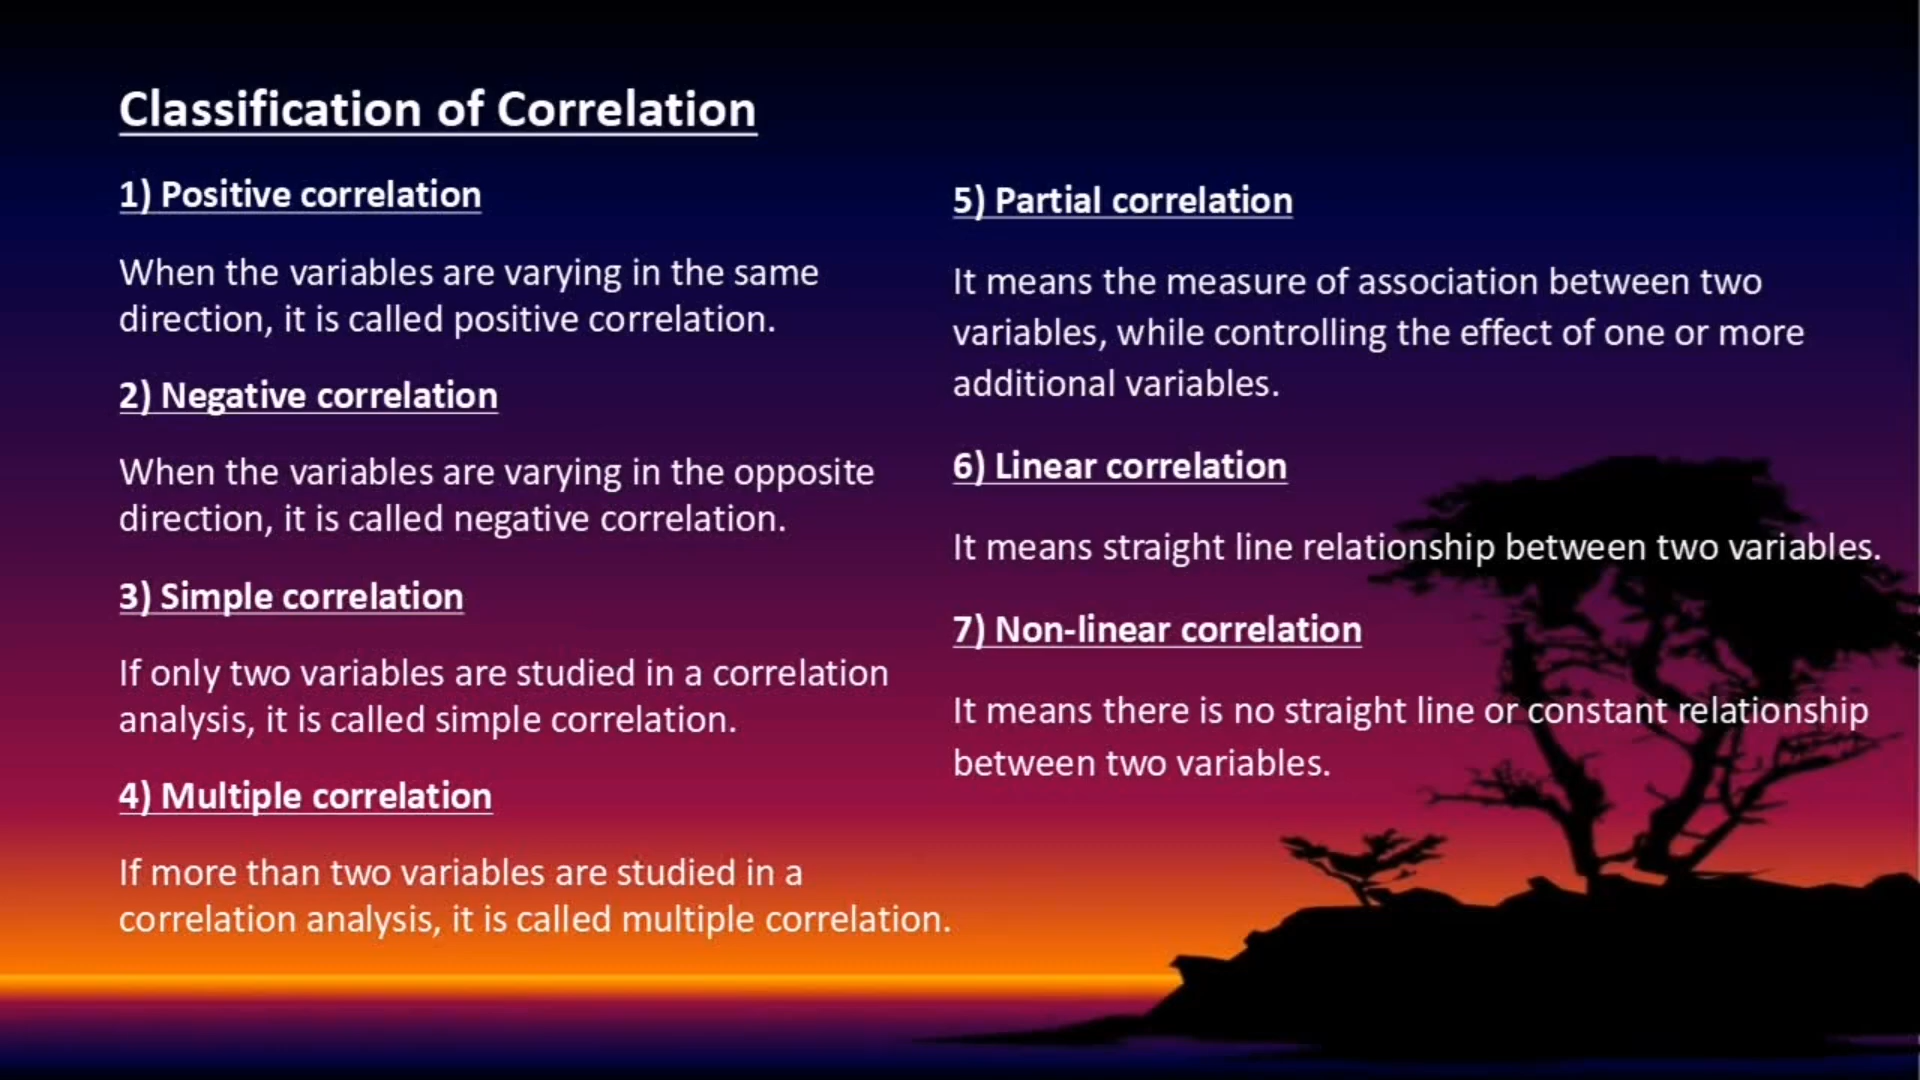 Classification of Correlation
1) Positive correlation
When the variables are varying in the same
direction, it is called positive correlation.
2) Negative correlation
When the variables are varying in the opposite
direction, it is called negative correlation.
3) Simple correlation
If only two variables are studied in a correlation
analysis, it is called simple correlation.
4) Multiple correlation
If more than two variables are studied in a
correlation analysis, it is called multiple correlation.
5) Partial correlation
It means the measure of association between two
variables, while controlling the effect of one or more
additional variables.
6) Linear correlation
It means straight line relationship between two variables.
7) Non-linear correlation
It means there is no straight line or constant relationship
between two variables.